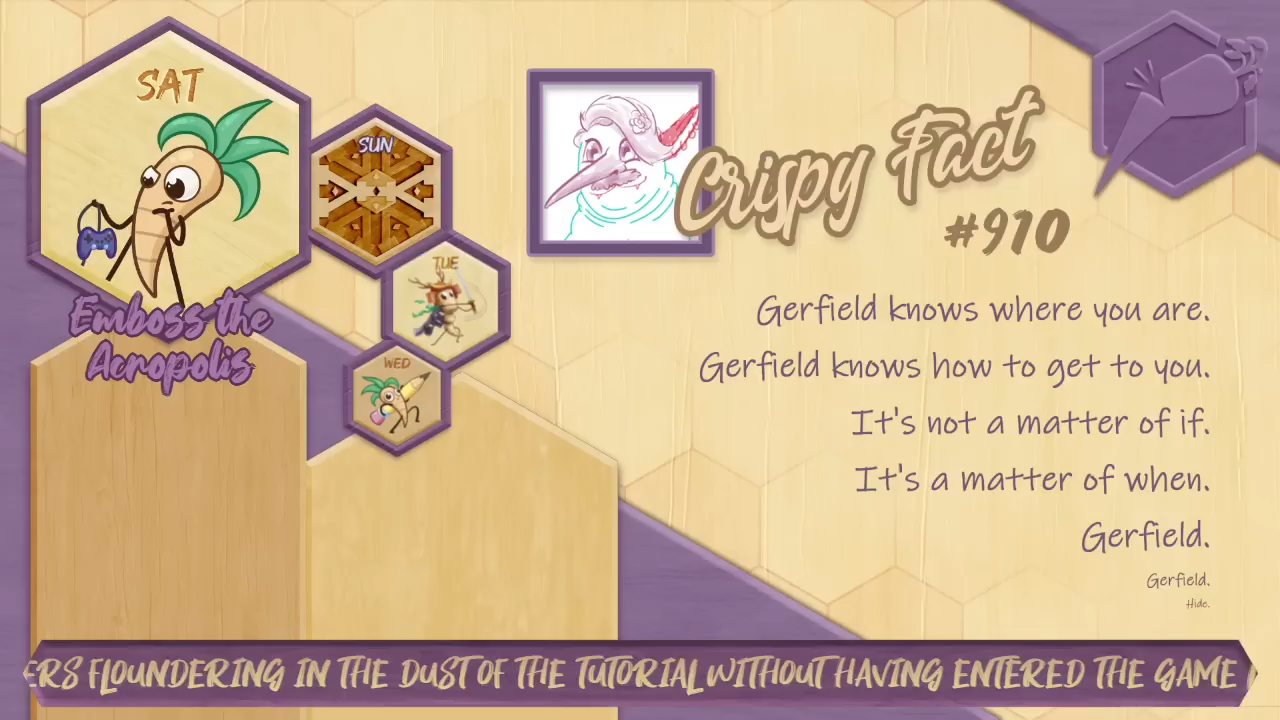 SAT
SUN
TUE
WED
Emboss the
Acropolis
Crispy Fact
#910
Gerfield knows where you are.
Gerfield knows how to get to you.
It's not a matter of if.
It's a matter of when.
Gerfield.
Gerfield.
Hide.
ERS FLOUNDERING IN THE DUST OF THE TUTORIAL WITHOUT HAVING ENTERED THE GAME